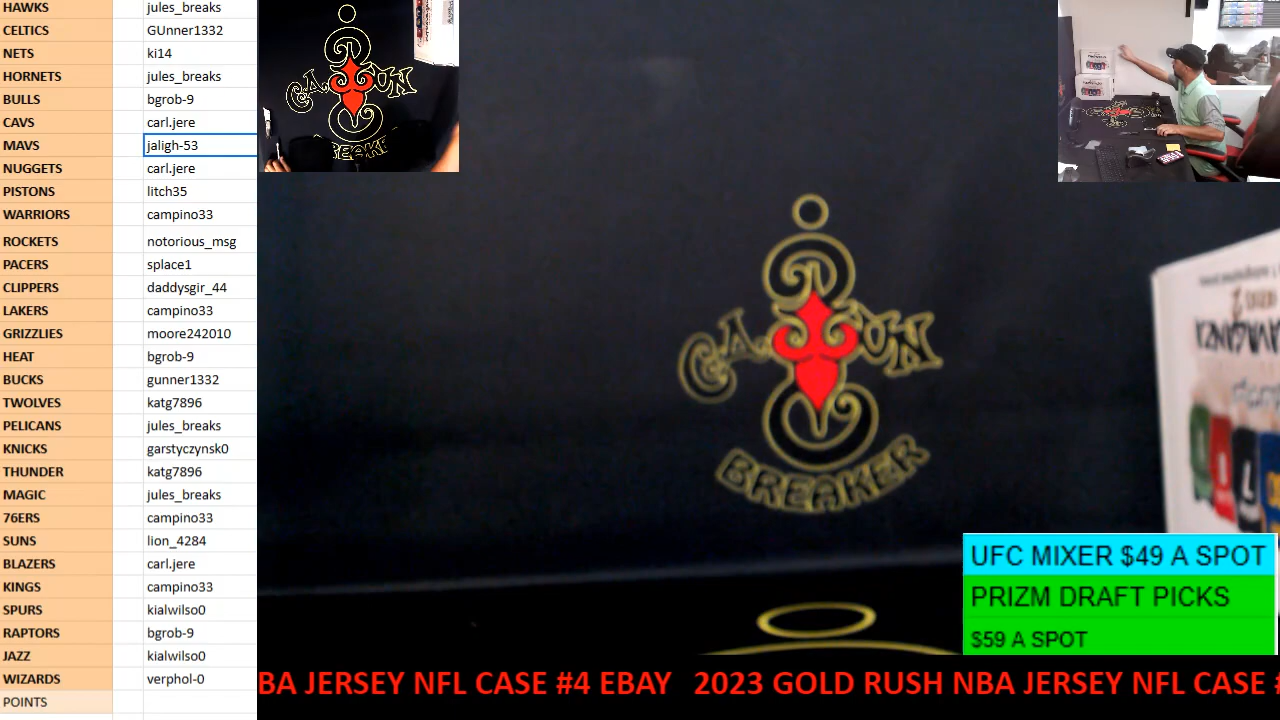 HAWKS jules_breaks
CELTICS GUnner1332
NETS ki14
HORNETS jules_breaks
BULLS bgrob-9
CAVS carl.jere
MAVS jaligh-53
NUGGETS carl.jere
PISTONS litch35
WARRIORS campino33
ROCKETS notorious_msg
PACERS splace1
CLIPPERS daddysgir_44
LAKERS campino33
GRIZZLIES moore242010
HEAT bgrob-9
BUCKS gunner1332
TWOLVES katg7896
PELICANS jules_breaks
KNICKS garstyczynsk0
THUNDER katg7896
MAGIC jules_breaks
76ERS campino33
SUNS lion_4284
BLAZERS carl.jere
KINGS campino33
SPURS kialwilso0
RAPTORS bgrob-9
JAZZ kialwilso0
WIZARDS verphol-0
POINTS
CAJUN
BREAKER
CAJUN
BREAKER
UFC MIXER $49 A SPOT
PRIZM DRAFT PICKS
$59 A SPOT
BA JERSEY NFL CASE #4 EBAY 2023 GOLD RUSH NBA JERSEY NFL CASE #